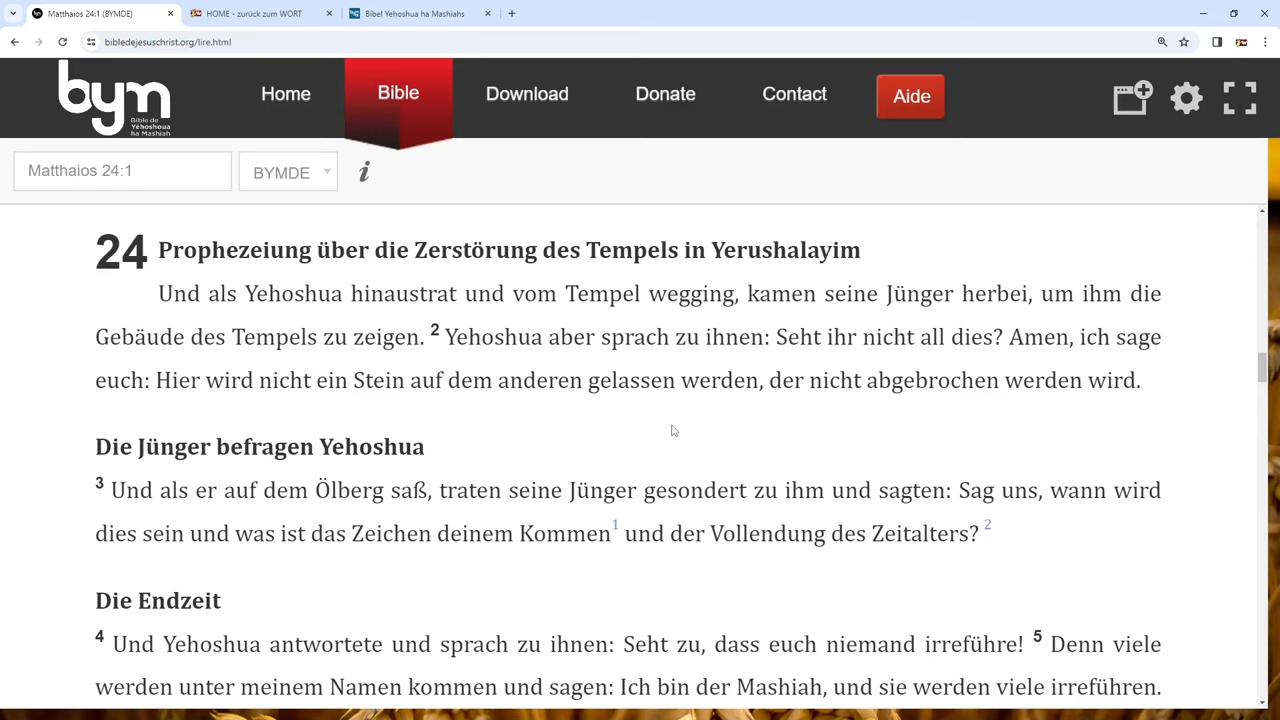 Matthaios 24:1 (BYMDE)
HOME - zurück zum WORT
Bibel Yehoshua ha Mashiahs
bibledejesuschrist.org/lire.html
bym
Bible de
Yéhoshoua
ha Mashiah
Home
Bible
Download
Donate
Contact
Aide
Matthaios 24:1
BYMDE
i
24 Prophezeiung über die Zerstörung des Tempels in Yerushalayim
Und als Yehoshua hinaustrat und vom Tempel wegging, kamen seine Jünger herbei, um ihm die
Gebäude des Tempels zu zeigen. 2 Yehoshua aber sprach zu ihnen: Seht ihr nicht all dies? Amen, ich sage
euch: Hier wird nicht ein Stein auf dem anderen gelassen werden, der nicht abgebrochen werden wird.
Die Jünger befragen Yehoshua
3 Und als er auf dem Ölberg saß, traten seine Jünger gesondert zu ihm und sagten: Sag uns, wann wird
dies sein und was ist das Zeichen deinem Kommen1 und der Vollendung des Zeitalters? 2
Die Endzeit
4 Und Yehoshua antwortete und sprach zu ihnen: Seht zu, dass euch niemand irreführe! 5 Denn viele
werden unter meinem Namen kommen und sagen: Ich bin der Mashiah, und sie werden viele irreführen.